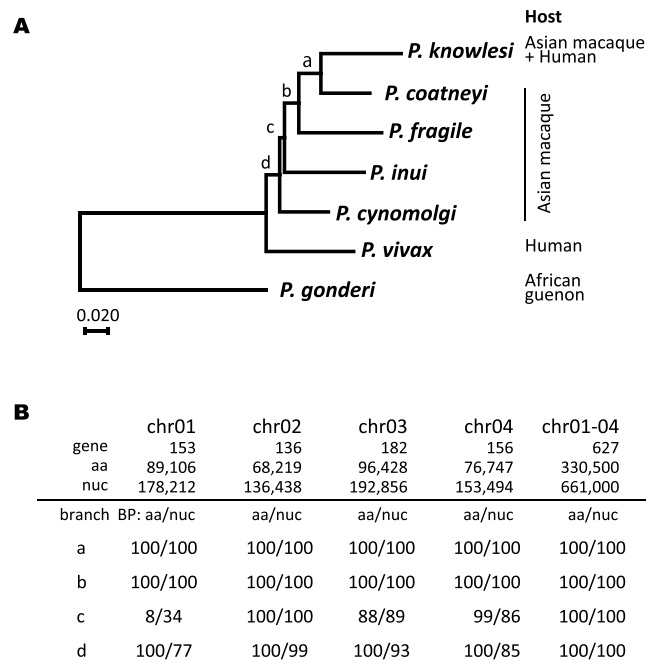 A
Host
P. knowlesi
Asian macaque
+ Human
a
P. coatneyi
b
P. fragile
c
P. inui
d
P. cynomolgi
Asian macaque
P. vivax
Human
P. gonderi
African
guenon
0.020
B
chr01 chr02 chr03 chr04 chr01-04
gene 153 136 182 156 627
aa 89,106 68,219 96,428 76,747 330,500
nuc 178,212 136,438 192,856 153,494 661,000
branch BP: aa/nuc aa/nuc aa/nuc aa/nuc aa/nuc
a 100/100 100/100 100/100 100/100 100/100
b 100/100 100/100 100/100 100/100 100/100
c 8/34 100/100 88/89 99/86 100/100
d 100/77 100/99 100/93 100/85 100/100